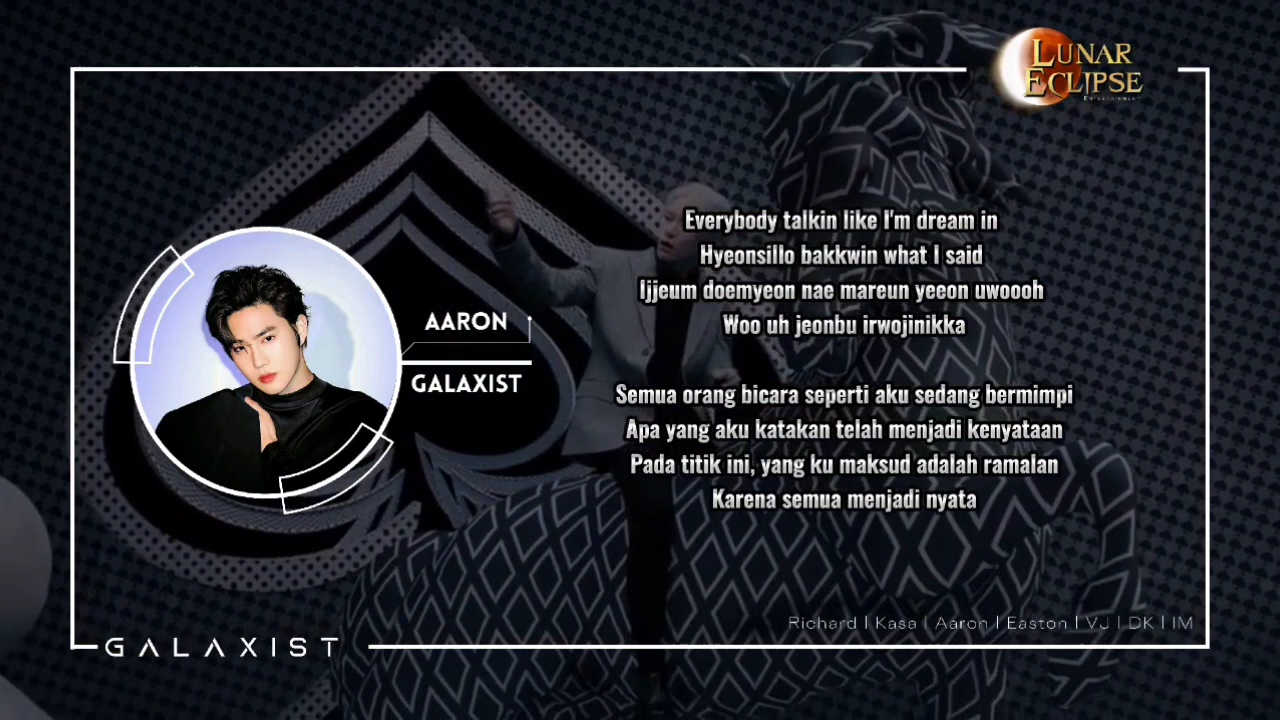 LUNAR
ECLIPSE
ENTERTAINMENT
Everybody talkin like I'm dream in
Hyeonsillo bakkwin what I said
Ijjeum doemyeon nae mareun yeeon uwoooh
Woo uh jeonbu irwojinikka
AARON
GALAXIST
Semua orang bicara seperti aku sedang bermimpi
Apa yang aku katakan telah menjadi kenyataan
Pada titik ini, yang ku maksud adalah ramalan
Karena semua menjadi nyata
Richard | Kasa | Aaron | Easton | VJ | DK | IM
GALAXIST